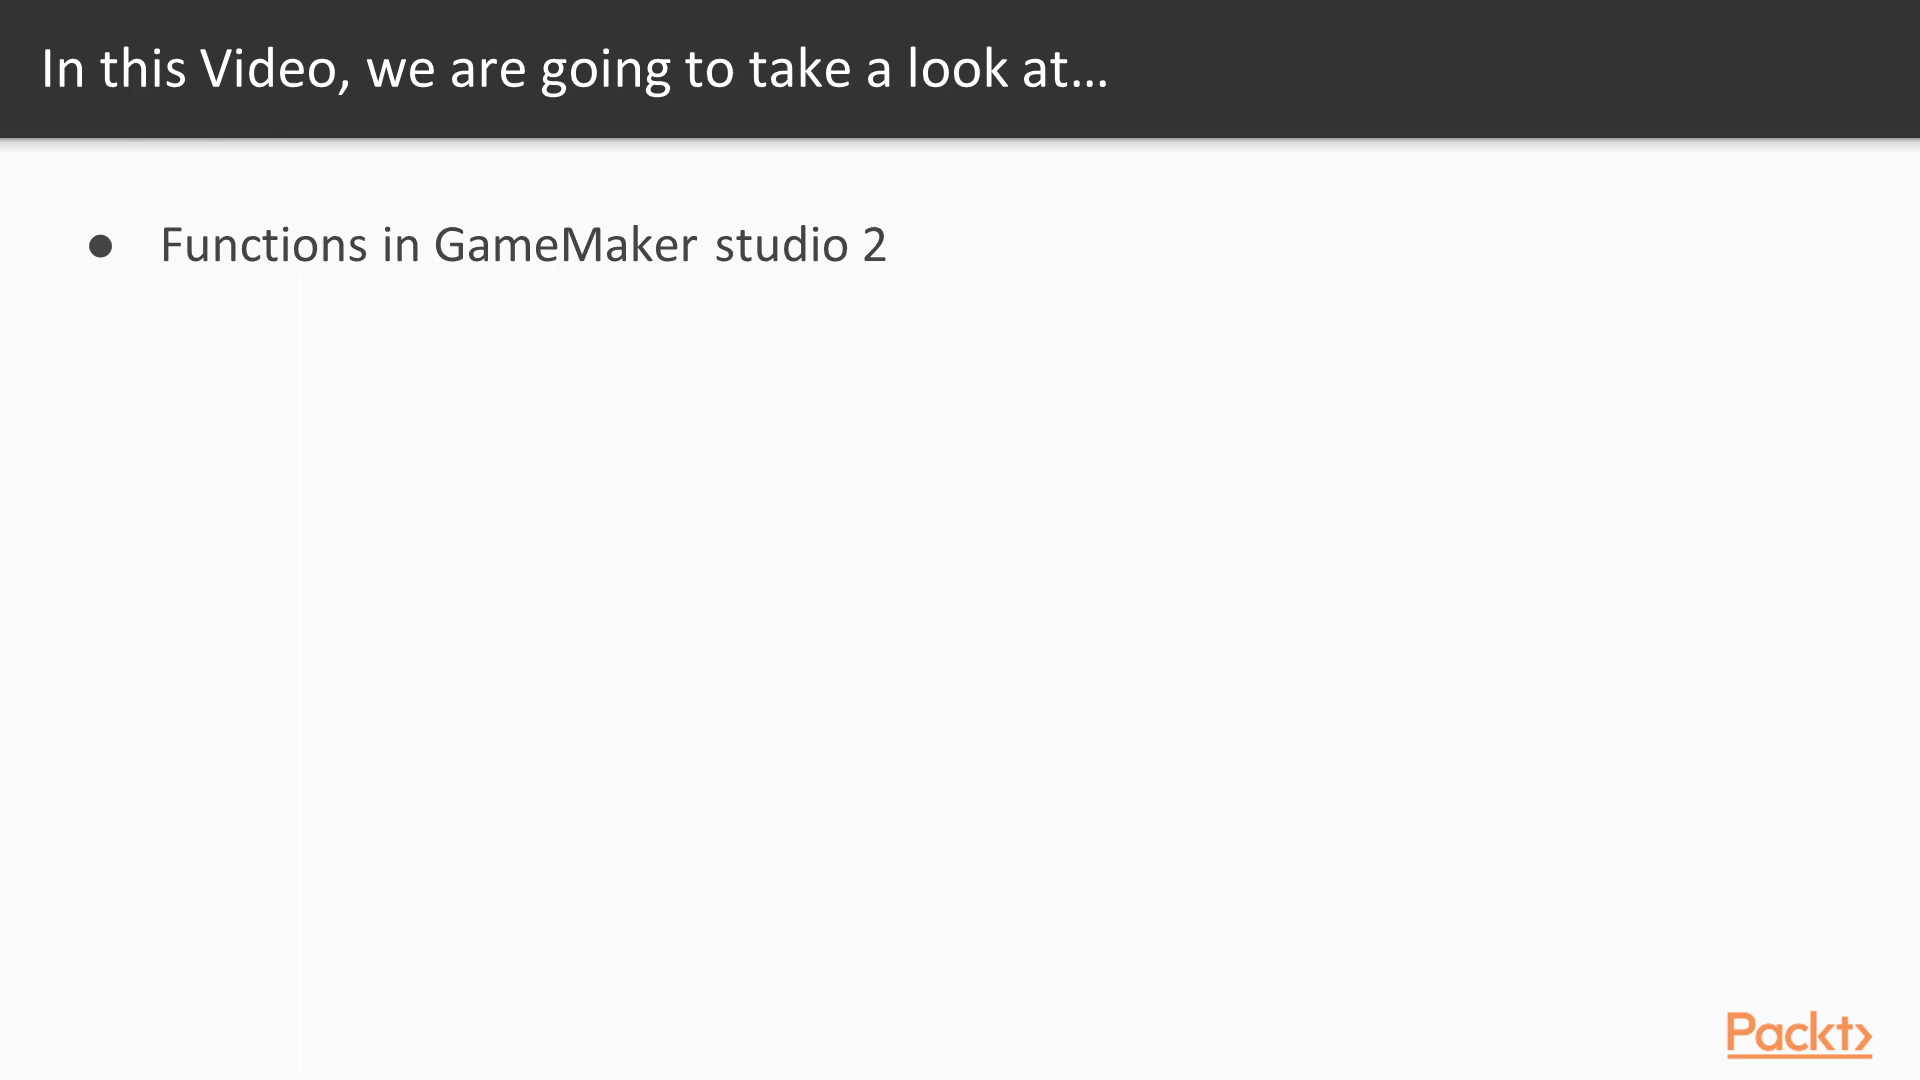 In this Video, we are going to take a look at...
● Functions in GameMaker studio 2
Packt>